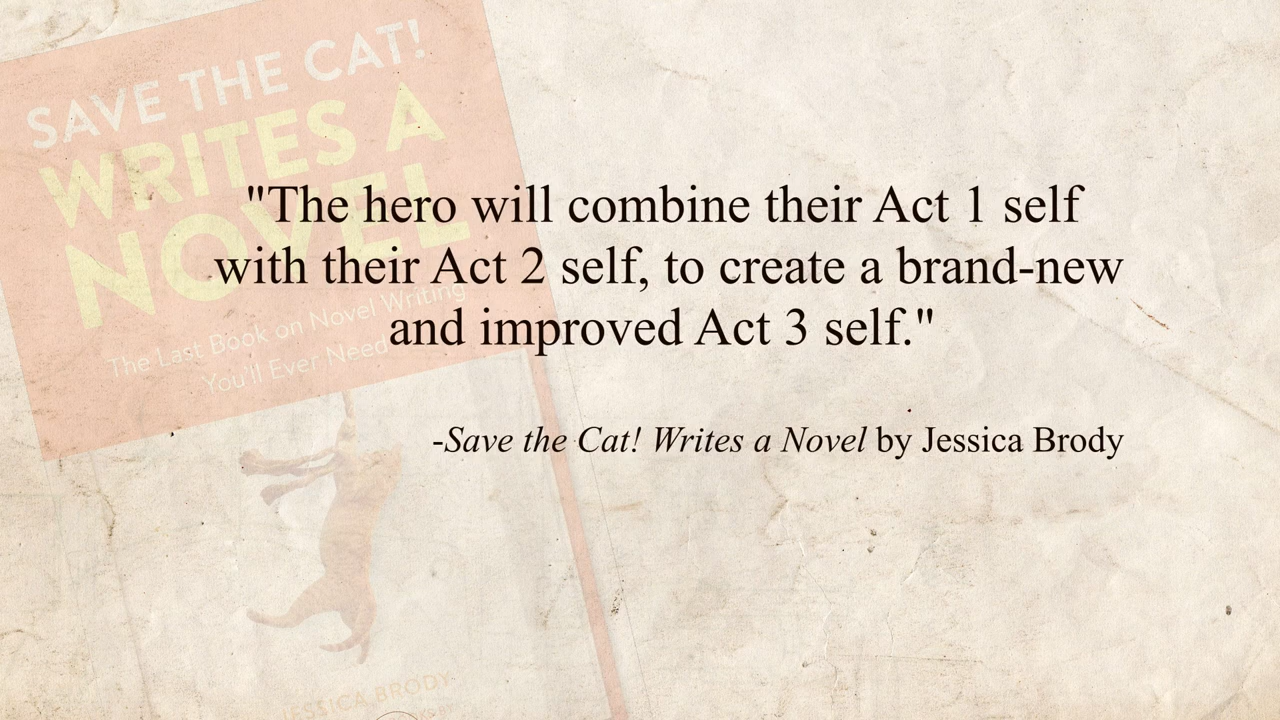 SAVE THE CAT!
WRITES A
NOVEL
The Last Book on Novel Writing
You'll Ever Need
"The hero will combine their Act 1 self
with their Act 2 self, to create a brand-new
and improved Act 3 self."
-Save the Cat! Writes a Novel by Jessica Brody
JESSICA BRODY